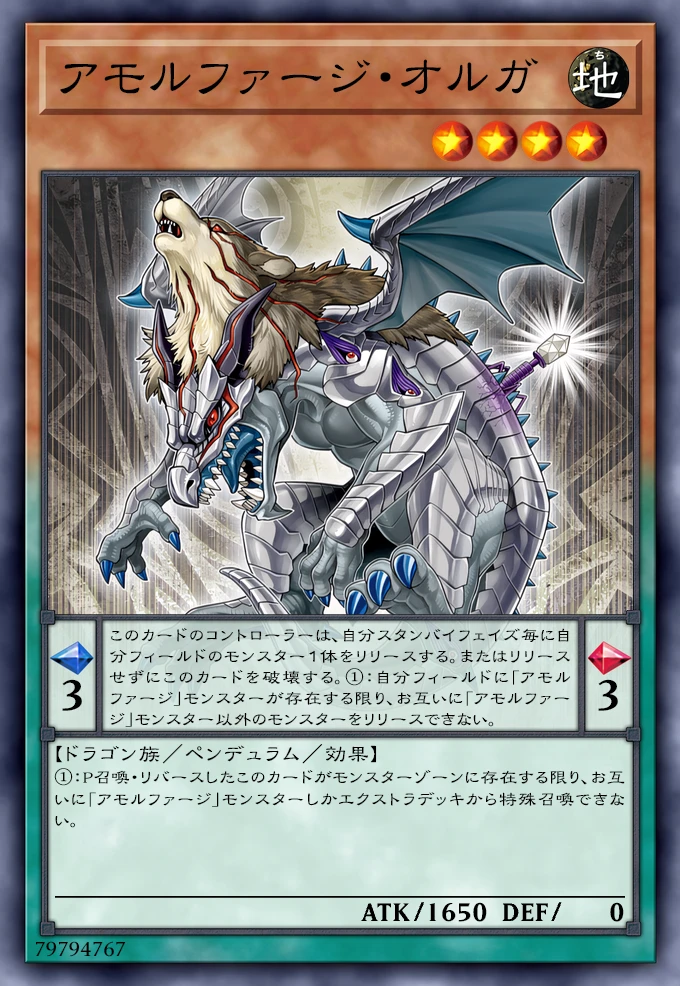 アモルファージ・オルガ
ち
地
このカードのコントローラーは、自分スタンバイフェイズ毎に自
分フィールドのモンスター1体をリリースする。またはリリース
せずにこのカードを破壊する。①:自分フィールドに「アモル
ファージ」モンスターが存在する限り、お互いに「アモルファー
ジ」モンスター以外のモンスターをリリースできない。
3
3
【ドラゴン族/ペンデュラム/効果】
①:P召喚・リバースしたこのカードがモンスターゾーンに存在する限り、お互
いに「アモルファージ」モンスターしかエクストラデッキから特殊召喚できな
い。
ATK/1650 DEF/ 0
79794767